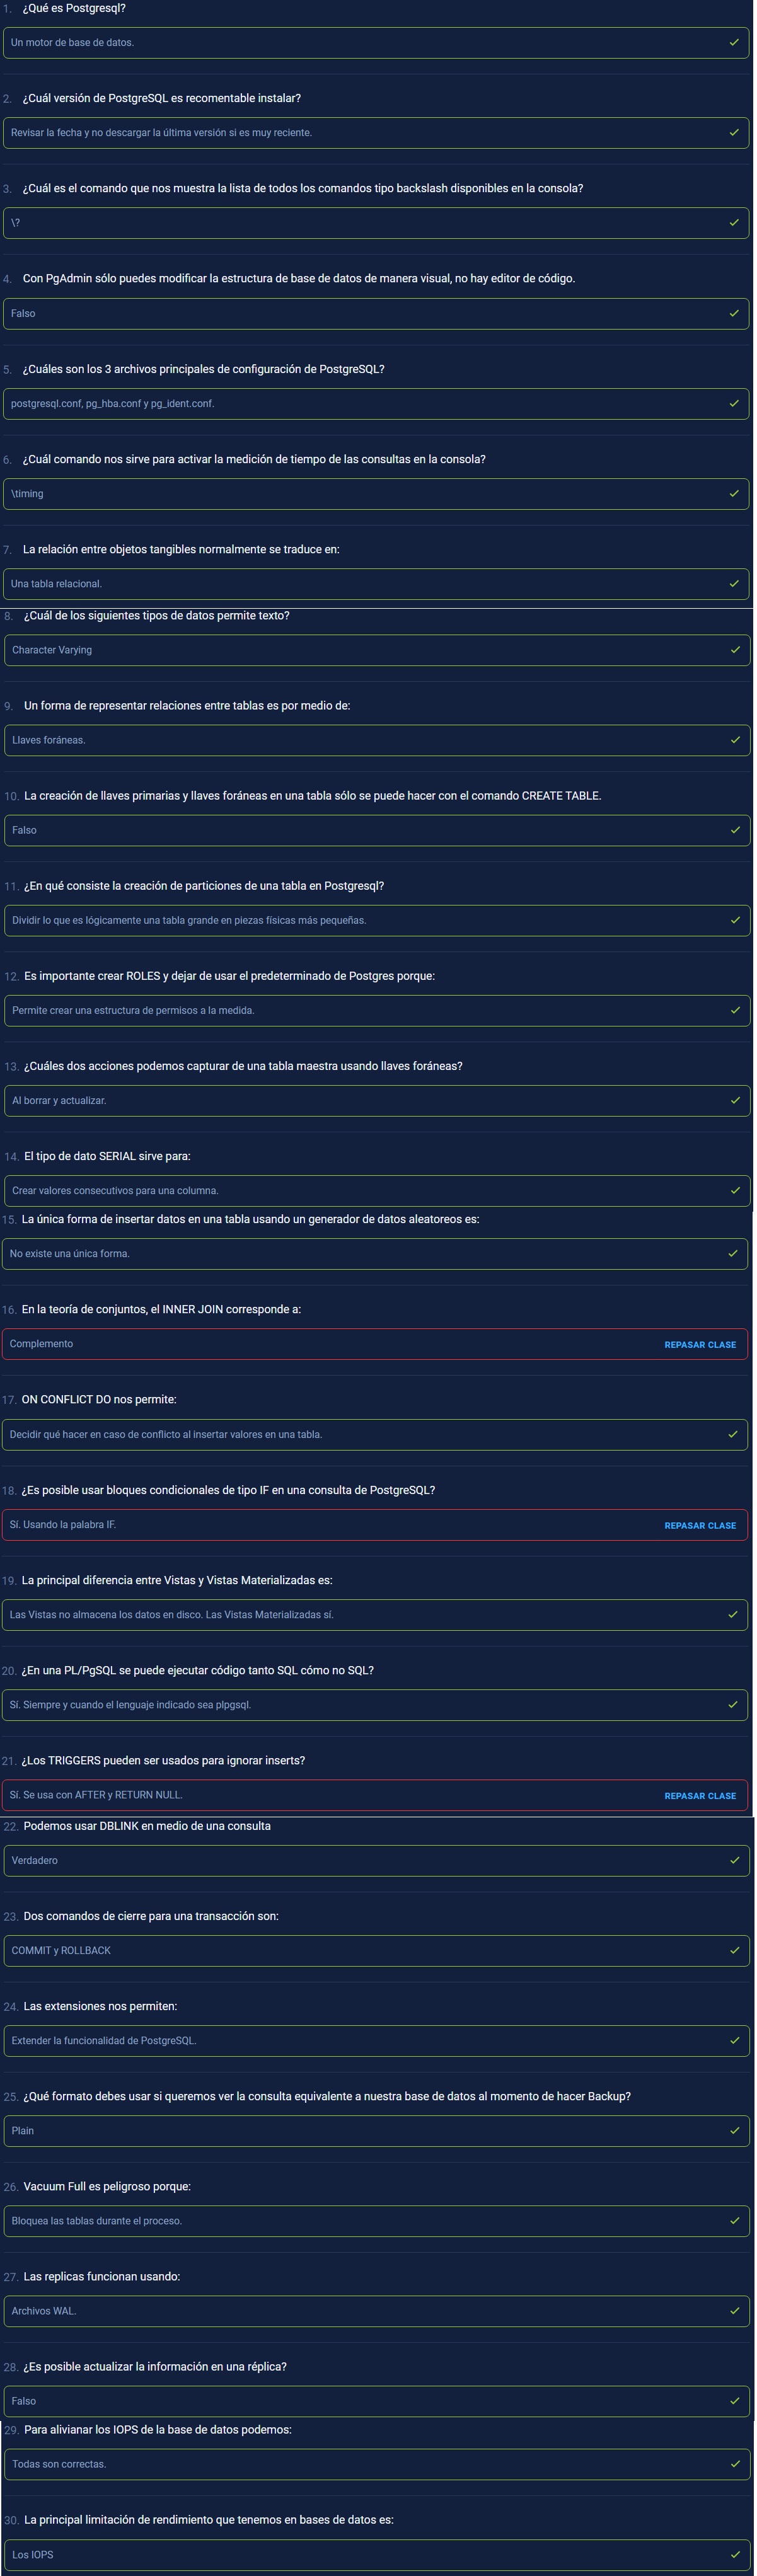 1. ¿Qué es Postgresql?
Un motor de base de datos.
2. ¿Cuál versión de PostgreSQL es recomentable instalar?
Revisar la fecha y no descargar la última versión si es muy reciente.
3. ¿Cuál es el comando que nos muestra la lista de todos los comandos tipo backslash disponibles en la consola?
\?
4. Con PgAdmin sólo puedes modificar la estructura de base de datos de manera visual, no hay editor de código.
Falso
5. ¿Cuáles son los 3 archivos principales de configuración de PostgreSQL?
postgresql.conf, pg_hba.conf y pg_ident.conf.
6. ¿Cuál comando nos sirve para activar la medición de tiempo de las consultas en la consola?
\timing
7. La relación entre objetos tangibles normalmente se traduce en:
Una tabla relacional.
8. ¿Cuál de los siguientes tipos de datos permite texto?
Character Varying
9. Un forma de representar relaciones entre tablas es por medio de:
Llaves foráneas.
10. La creación de llaves primarias y llaves foráneas en una tabla sólo se puede hacer con el comando CREATE TABLE.
Falso
11. ¿En qué consiste la creación de particiones de una tabla en Postgresql?
Dividir lo que es lógicamente una tabla grande en piezas físicas más pequeñas.
12. Es importante crear ROLES y dejar de usar el predeterminado de Postgres porque:
Permite crear una estructura de permisos a la medida.
13. ¿Cuáles dos acciones podemos capturar de una tabla maestra usando llaves foráneas?
Al borrar y actualizar.
14. El tipo de dato SERIAL sirve para:
Crear valores consecutivos para una columna.
15. La única forma de insertar datos en una tabla usando un generador de datos aleatoreos es:
No existe una única forma.
16. En la teoría de conjuntos, el INNER JOIN corresponde a:
Complemento REPASAR CLASE
17. ON CONFLICT DO nos permite:
Decidir qué hacer en caso de conflicto al insertar valores en una tabla.
18. ¿Es posible usar bloques condicionales de tipo IF en una consulta de PostgreSQL?
Sí. Usando la palabra IF. REPASAR CLASE
19. La principal diferencia entre Vistas y Vistas Materializadas es:
Las Vistas no almacena los datos en disco. Las Vistas Materializadas sí.
20. ¿En una PL/PgSQL se puede ejecutar código tanto SQL cómo no SQL?
Sí. Siempre y cuando el lenguaje indicado sea plpgsql.
21. ¿Los TRIGGERS pueden ser usados para ignorar inserts?
Sí. Se usa con AFTER y RETURN NULL. REPASAR CLASE
22. Podemos usar DBLINK en medio de una consulta
Verdadero
23. Dos comandos de cierre para una transacción son:
COMMIT y ROLLBACK
24. Las extensiones nos permiten:
Extender la funcionalidad de PostgreSQL.
25. ¿Qué formato debes usar si queremos ver la consulta equivalente a nuestra base de datos al momento de hacer Backup?
Plain
26. Vacuum Full es peligroso porque:
Bloquea las tablas durante el proceso.
27. Las replicas funcionan usando:
Archivos WAL.
28. ¿Es posible actualizar la información en una réplica?
Falso
29. Para alivianar los IOPS de la base de datos podemos:
Todas son correctas.
30. La principal limitación de rendimiento que tenemos en bases de datos es:
Los IOPS